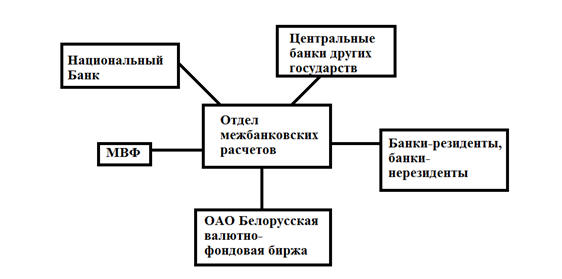 Центральные
банки других
государств
Национальный
Банк
Отдел
межбанковских
расчетов
МВФ
Банки-резиденты,
банки-
нерезиденты
ОАО Белорусская
валютно-
фондовая биржа